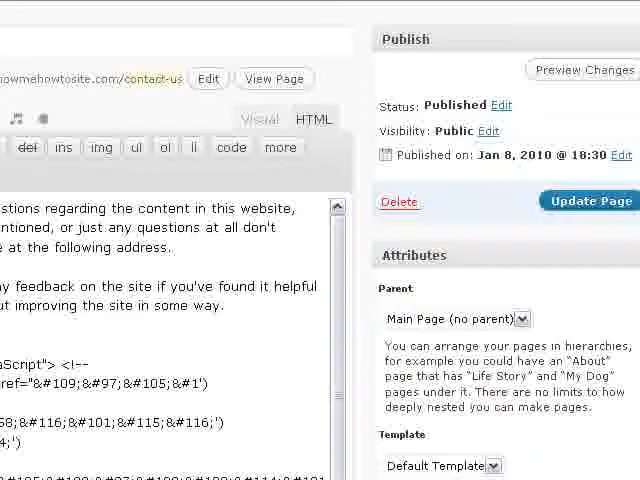 Publish
Preview Changes
howmehowtosite.com/contact-us Edit View Page
Status: Published Edit
Visual HTML
Visibility: Public Edit
def ins img ul ol li code more
Published on: Jan 8, 2010 @ 18:30 Edit
Delete Update Page
stions regarding the content in this website,
ntioned, or just any questions at all don't
e at the following address.
Attributes
y feedback on the site if you've found it helpful
ut improving the site in some way.
Parent
Main Page (no parent)
You can arrange your pages in hierarchies,
for example you could have an “About”
page that has “Life Story” and “My Dog”
pages under it. There are no limits to how
deeply nested you can make pages.
aScript"> <!--
ref="&#109;&#97;&#105;&#1')
58;&#116;&#101;&#115;&#116;')
4;')
Template
Default Template